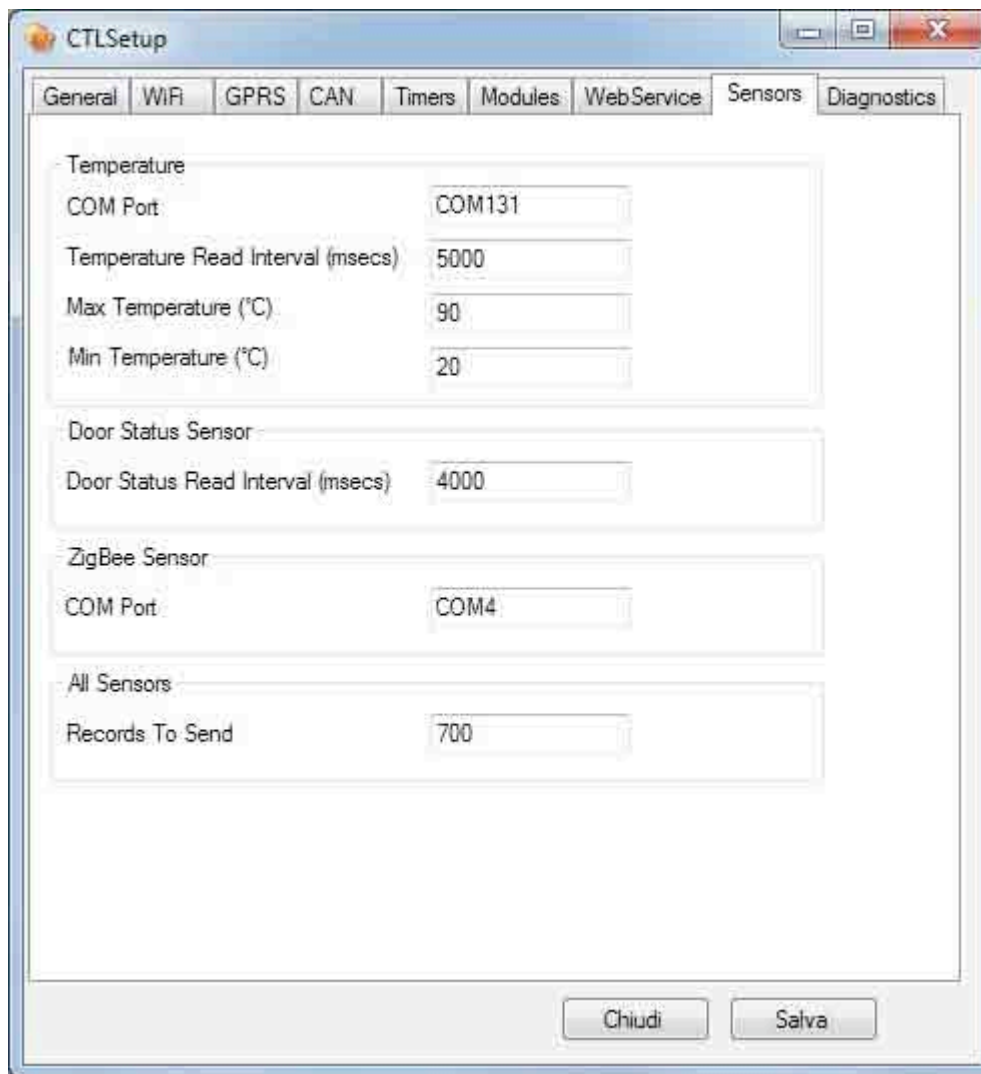 CTLSetup
General WiFi GPRS CAN Timers Modules WebService Sensors Diagnostics
Temperature
COM Port COM131
Temperature Read Interval (msecs) 5000
Max Temperature (°C) 90
Min Temperature (°C) 20
Door Status Sensor
Door Status Read Interval (msecs) 4000
ZigBee Sensor
COM Port COM4
All Sensors
Records To Send 700
Chiudi Salva